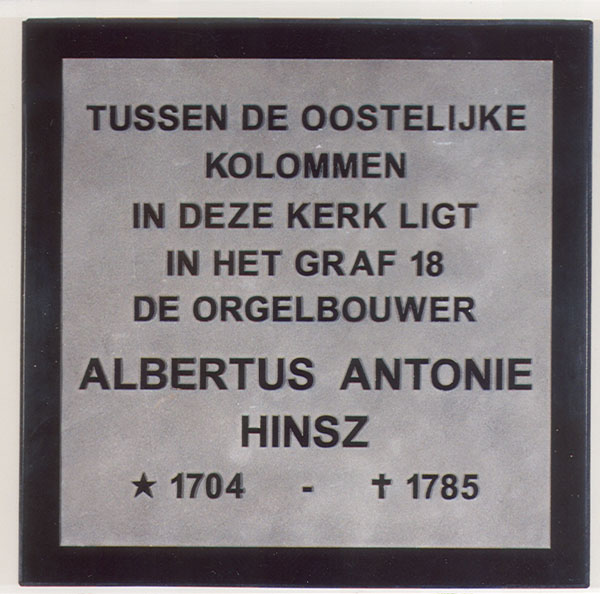 TUSSEN DE OOSTELIJKE
KOLOMMEN
IN DEZE KERK LIGT
IN HET GRAF 18
DE ORGELBOUWER
ALBERTUS ANTONIE
HINSZ
★ 1704 - ✝ 1785